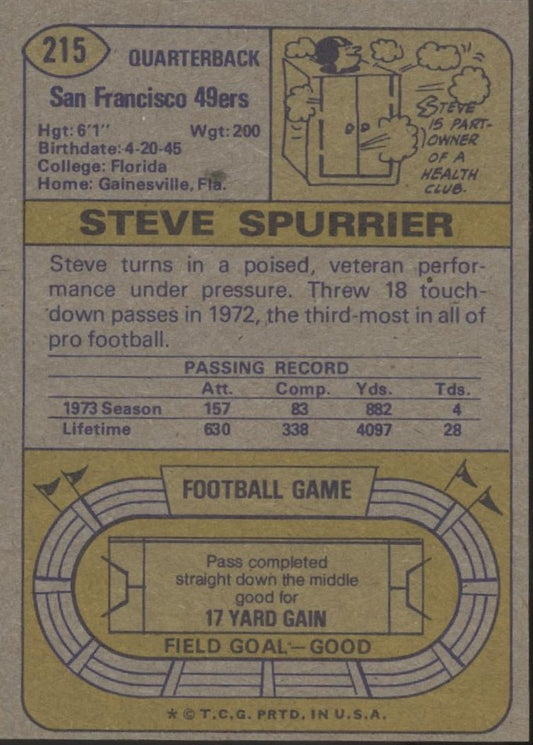 215
QUARTERBACK
San Francisco 49ers
Hgt: 6'1" Wgt: 200
Birthdate: 4-20-45
College: Florida
Home: Gainesville, Fla.
STEVE
IS PART-
OWNER
OF A
HEALTH
CLUB.
STEVE SPURRIER
Steve turns in a poised, veteran perfor-
mance under pressure. Threw 18 touch-
down passes in 1972, the third-most in all of
pro football.
PASSING RECORD
Att. Comp. Yds. Tds.
1973 Season 157 83 882 4
Lifetime 630 338 4097 28
FOOTBALL GAME
Pass completed
straight down the middle
good for
17 YARD GAIN
FIELD GOAL—GOOD
* © T.C.G. PRTD. IN U.S.A.